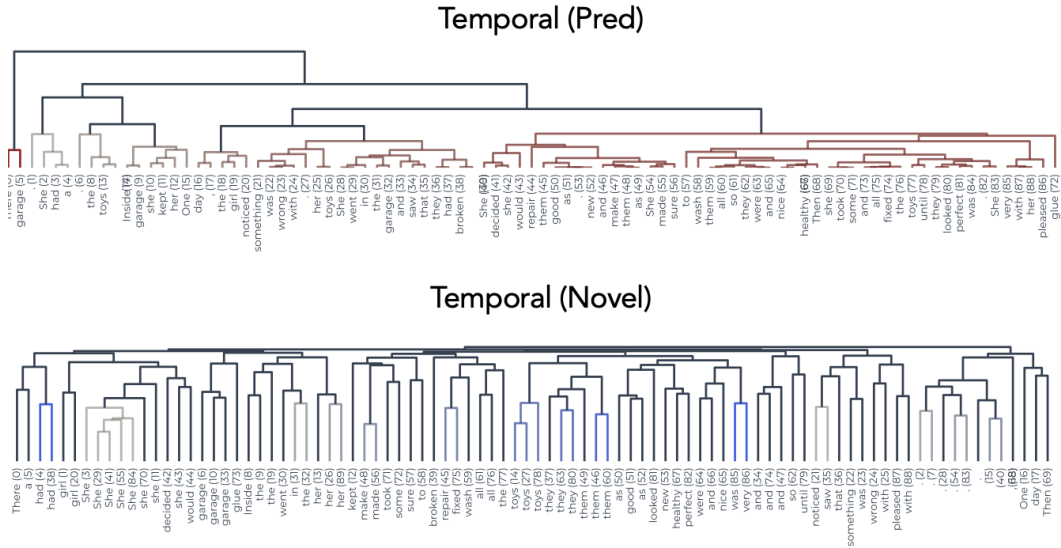 Temporal (Pred)
garage (5)
. (1)
She (2)
had (3)
a (4)
. (6)
the (8)
toys (13)
garage (9)
she (10)
kept (11)
her (12)
One (15)
day (16)
, (17)
the (18)
girl (19)
noticed (20)
something (21)
was (22)
wrong (23)
with (24)
. (27)
her (25)
toys (26)
She (28)
went (29)
in (30)
the (31)
garage (32)
and (33)
saw (34)
that (35)
they (36)
had (37)
broken (38)
She
decided (41)
she (42)
would (43)
repair (44)
them (45)
good (50)
as (51)
. (53)
new (52)
and (46)
make (47)
them (48)
as (49)
She (54)
made (55)
sure (56)
to (57)
wash (58)
them (59)
all (60)
so (61)
they (62)
were (63)
and (65)
nice (64)
healthy (66)
Then (68)
she (69)
took (70)
some (71)
and (73)
all (75)
fixed (74)
the (76)
toys (77)
until (78)
they (79)
looked (80)
perfect (81)
was (84)
. (82)
She (83)
very (85)
with (87)
her (88)
pleased (86)
glue (72)
Temporal (Novel)
There (0)
a (5)
had (4)
had (38)
girl (1)
girl (20)
She (3)
She (29)
She (41)
She (55)
She (84)
she (70)
she (11)
decided (42)
she (43)
would (44)
garage (6)
garage (10)
garage (33)
glue (73)
Inside (8)
the (9)
the (19)
went (30)
in (31)
the (32)
her (13)
her (26)
her (89)
kept (12)
make (48)
made (56)
took (71)
some (72)
sure (57)
to (58)
broken (39)
repair (45)
fixed (75)
wash (59)
all (61)
all (76)
the (77)
toys (14)
toys (27)
toys (78)
they (37)
they (63)
they (80)
them (49)
them (46)
them (60)
as (50)
good (51)
as (52)
looked (81)
new (53)
healthy (67)
perfect (82)
were (64)
and (66)
nice (65)
was (85)
very (86)
and (34)
and (74)
and (47)
so (62)
until (79)
noticed (21)
saw (35)
that (36)
something (22)
was (23)
wrong (24)
with (25)
pleased (87)
with (88)
. (2)
. (7)
. (28)
. (54)
. (83)
(15)
(40)
One (16)
day (17)
Then (69)